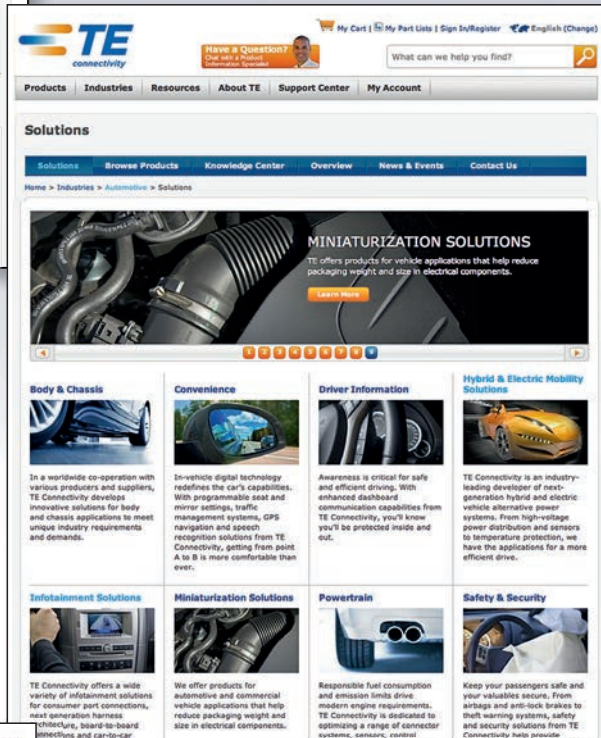 My Cart | My Part Lists | Sign In/Register English (Change)
TE
connectivity
Have a Question?
Chat with a Product
Information Specialist
What can we help you find?
Products Industries Resources About TE Support Center My Account
Solutions
Solutions Browse Products Knowledge Center Overview News & Events Contact Us
Home > Industries > Automotive > Solutions
MINIATURIZATION SOLUTIONS
TE offers products for vehicle applications that help reduce
packaging weight and size in electrical components.
Learn More
1 2 3 4 5 6 7 8 9
Body & Chassis
In a worldwide co-operation with
various producers and suppliers,
TE Connectivity develops
innovative solutions for body
and chassis applications to meet
unique industry requirements
and demands.
Convenience
In-vehicle digital technology
redefines the car's capabilities.
With programmable seat and
mirror settings, traffic
management systems, GPS
navigation and speech
recognition solutions from TE
Connectivity, getting from point
A to B is more comfortable than
ever.
Driver Information
Awareness is critical for safe
and efficient driving. With
enhanced dashboard
communication capabilities from
TE Connectivity, you'll know
you'll be protected inside and
out.
Hybrid & Electric Mobility
Solutions
TE Connectivity is an industry-
leading developer of next-
generation hybrid and electric
vehicle alternative power
systems. From high-voltage
power distribution and sensors
to temperature protection, we
have the applications for a more
efficient drive.
Infotainment Solutions
TE Connectivity offers a wide
variety of infotainment solutions
for consumer port connections,
next generation harness
architecture, board-to-board
connections and car-to-car
Miniaturization Solutions
We offer products for
automotive and commercial
vehicle applications that help
reduce packaging weight and
size in electrical components.
Powertrain
Responsible fuel consumption
and emission limits drive
modern engine requirements.
TE Connectivity is dedicated to
optimizing a range of connector
systems, sensors, control
Safety & Security
Keep your passengers safe and
your valuables secure. From
airbags and anti-lock brakes to
theft warning systems, safety
and security solutions from TE
Connectivity help provide